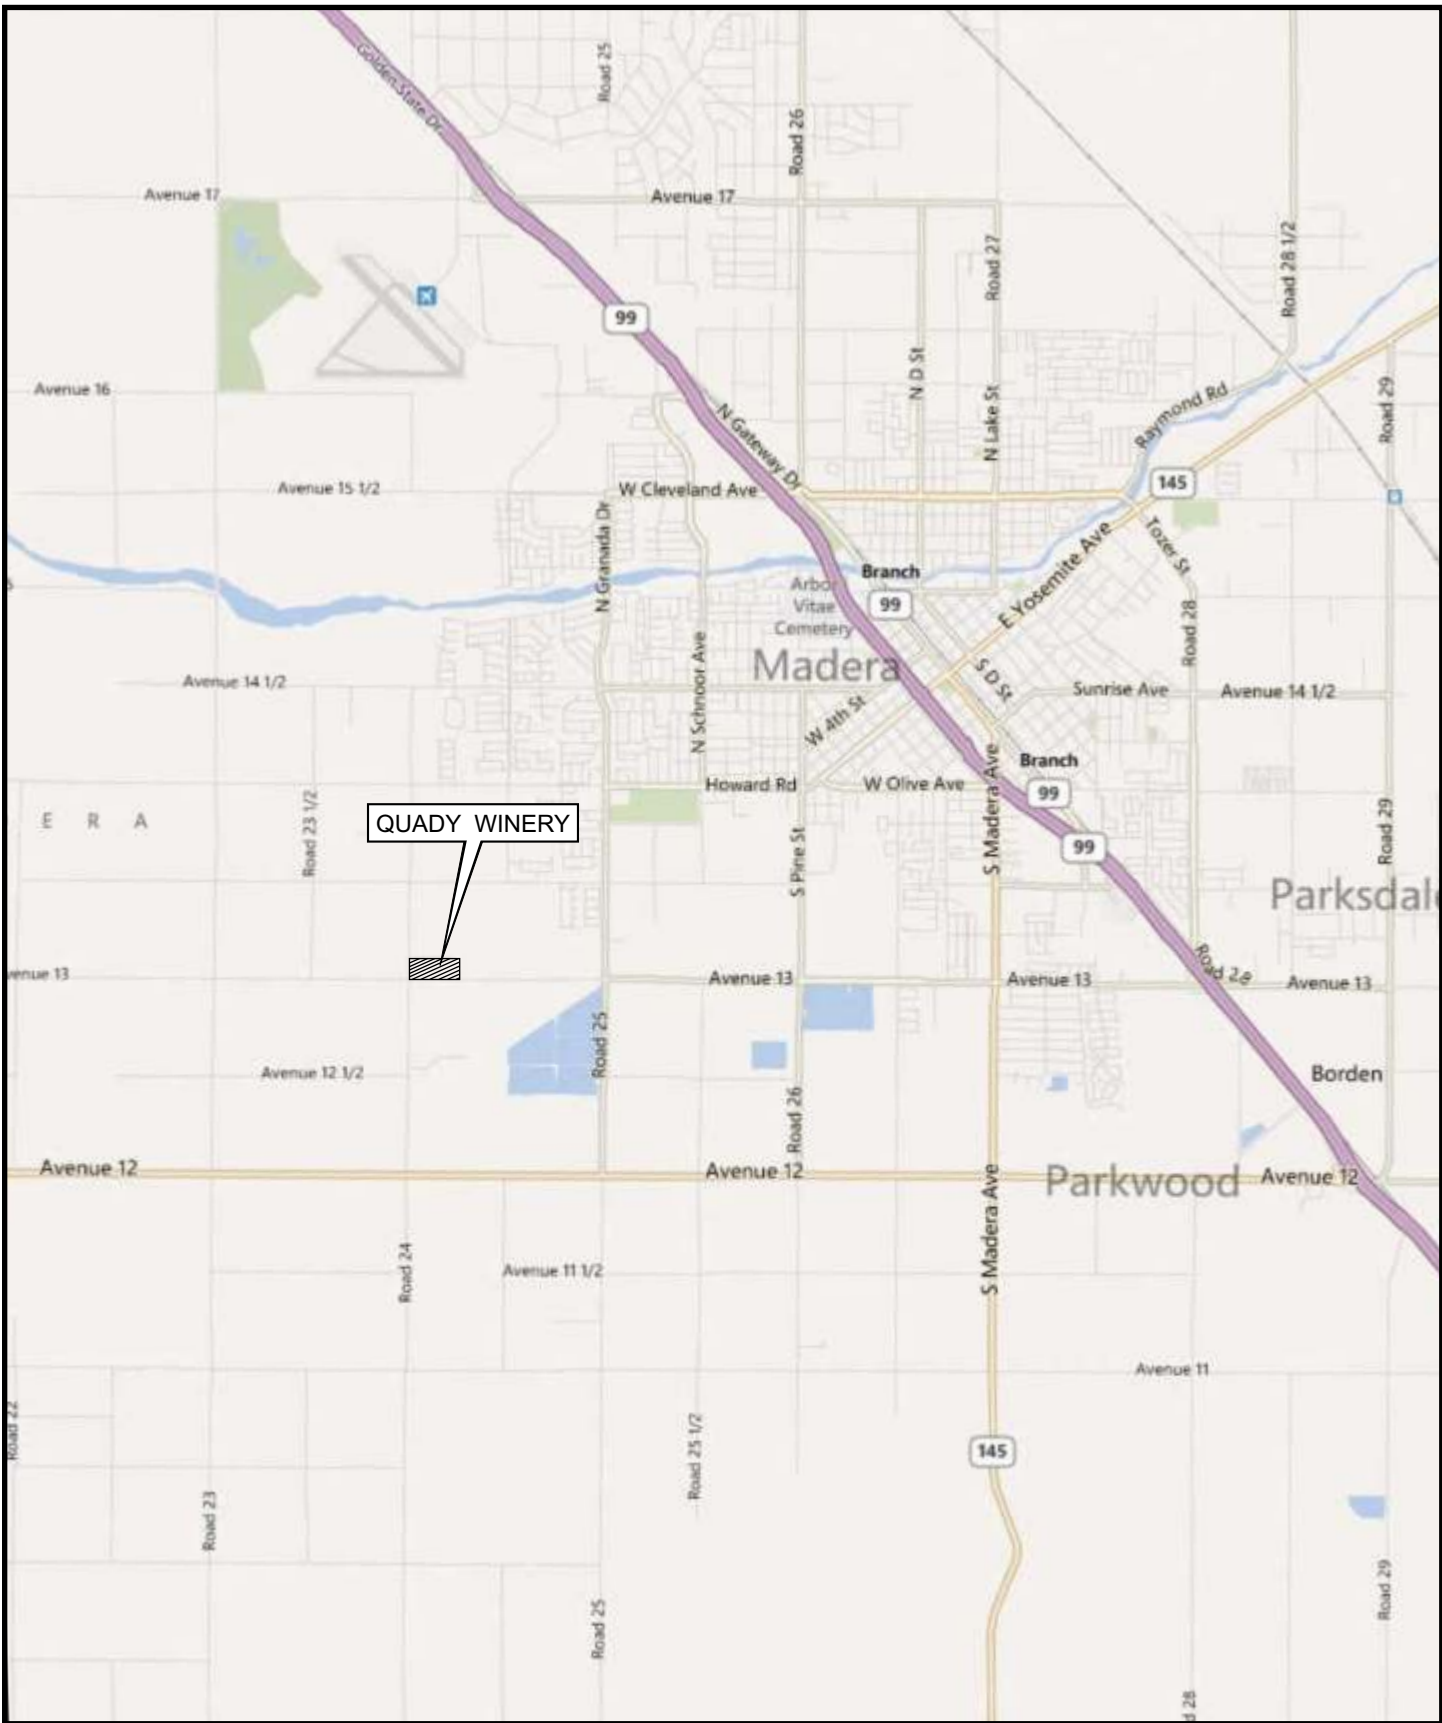 Golden State Dr
Road 25
Road 26
Avenue 17
Avenue 17
Road 27
Road 28 1/2
99
Avenue 16
N D St
N Lake St
Raymond Rd
Road 29
N Gateway Dr
Avenue 15 1/2
W Cleveland Ave
145
N Granada Dr
Tozer St
Branch
99
E Yosemite Ave
Arbor
Vitae
Cemetery
Road 28
Madera
N Schnoor Ave
Avenue 14 1/2
S D St
Sunrise Ave
Avenue 14 1/2
W 4th St
S Madera Ave
Branch
99
Howard Rd
W Olive Ave
E R A
Road 23 1/2
QUADY WINERY
S Pine St
99
Road 29
Parksdale
venue 13
Avenue 13
Avenue 13
Road 28
Avenue 13
Road 25
Avenue 12 1/2
Borden
Road 26
Avenue 12
Avenue 12
Parkwood
Avenue 12
S Madera Ave
Road 24
Avenue 11 1/2
Avenue 11
Road 22
Road 25 1/2
145
Road 23
Road 29
Road 25
d 28